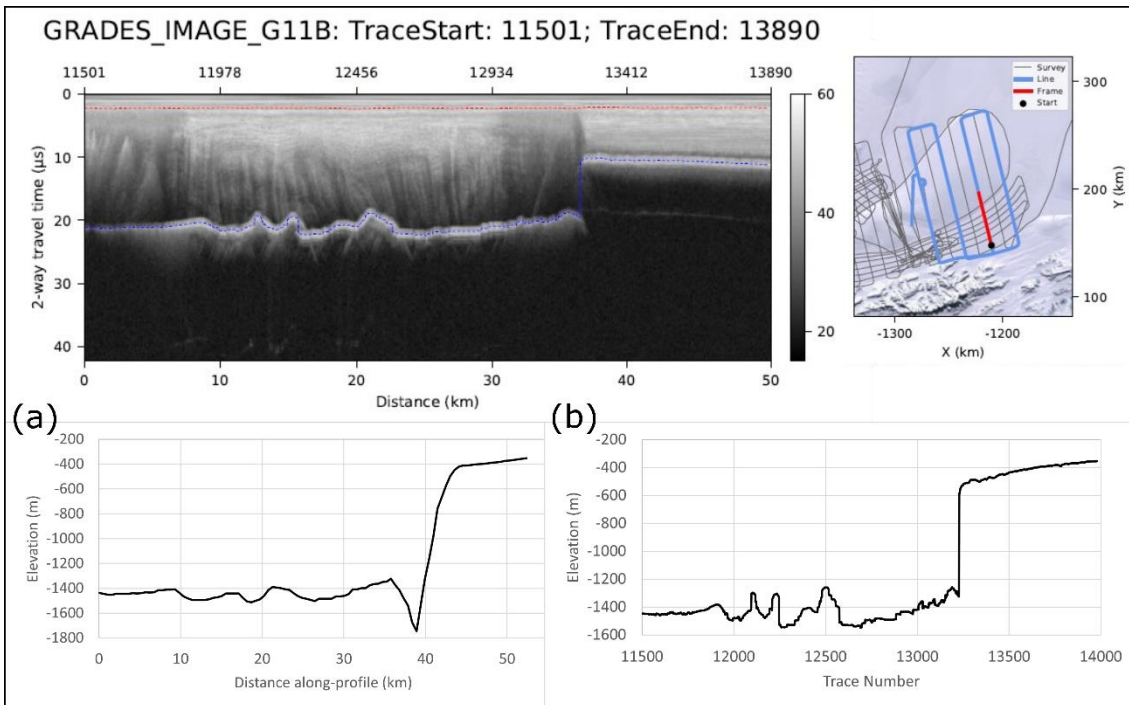 GRADES_IMAGE_G11B: TraceStart: 11501; TraceEnd: 13890
11501 11978 12456 12934 13412 13890
0
10
20
30
40
2-way travel time (µs)
0 10 20 30 40 50
Distance (km)
60
40
20
Survey
Line
Frame
Start
300
200
100
Y (km)
-1300 -1200
X (km)
(a)
-200
-400
-600
-800
-1000
-1200
-1400
-1600
-1800
Elevation (m)
0 10 20 30 40 50
Distance along-profile (km)
(b)
-200
-400
-600
-800
-1000
-1200
-1400
-1600
Elevation (m)
11500 12000 12500 13000 13500 14000
Trace Number